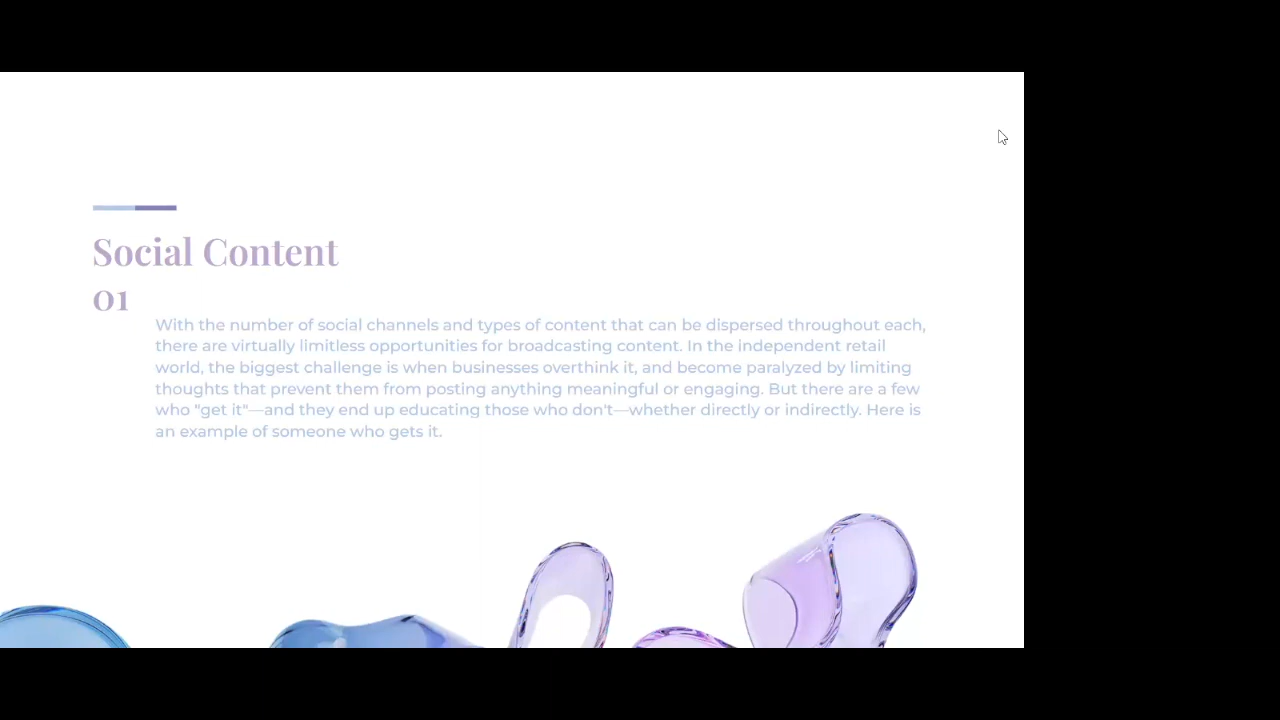 Social Content
01
With the number of social channels and types of content that can be dispersed throughout each,
there are virtually limitless opportunities for broadcasting content. In the independent retail
world, the biggest challenge is when businesses overthink it, and become paralyzed by limiting
thoughts that prevent them from posting anything meaningful or engaging. But there are a few
who "get it"—and they end up educating those who don't—whether directly or indirectly. Here is
an example of someone who gets it.